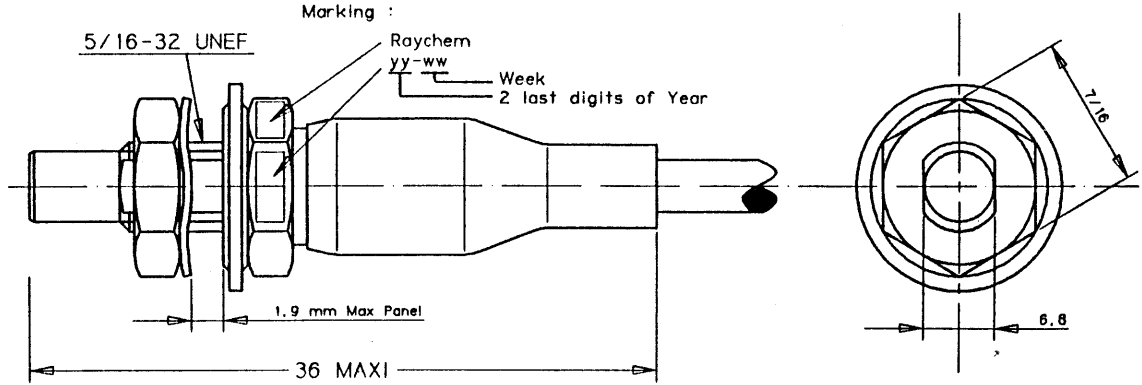 Marking :
5/16-32 UNEF
Raychem
yy-ww
Week
2 last digits of Year
7/16
1,9 mm Max Panel
6,8
36 MAXI